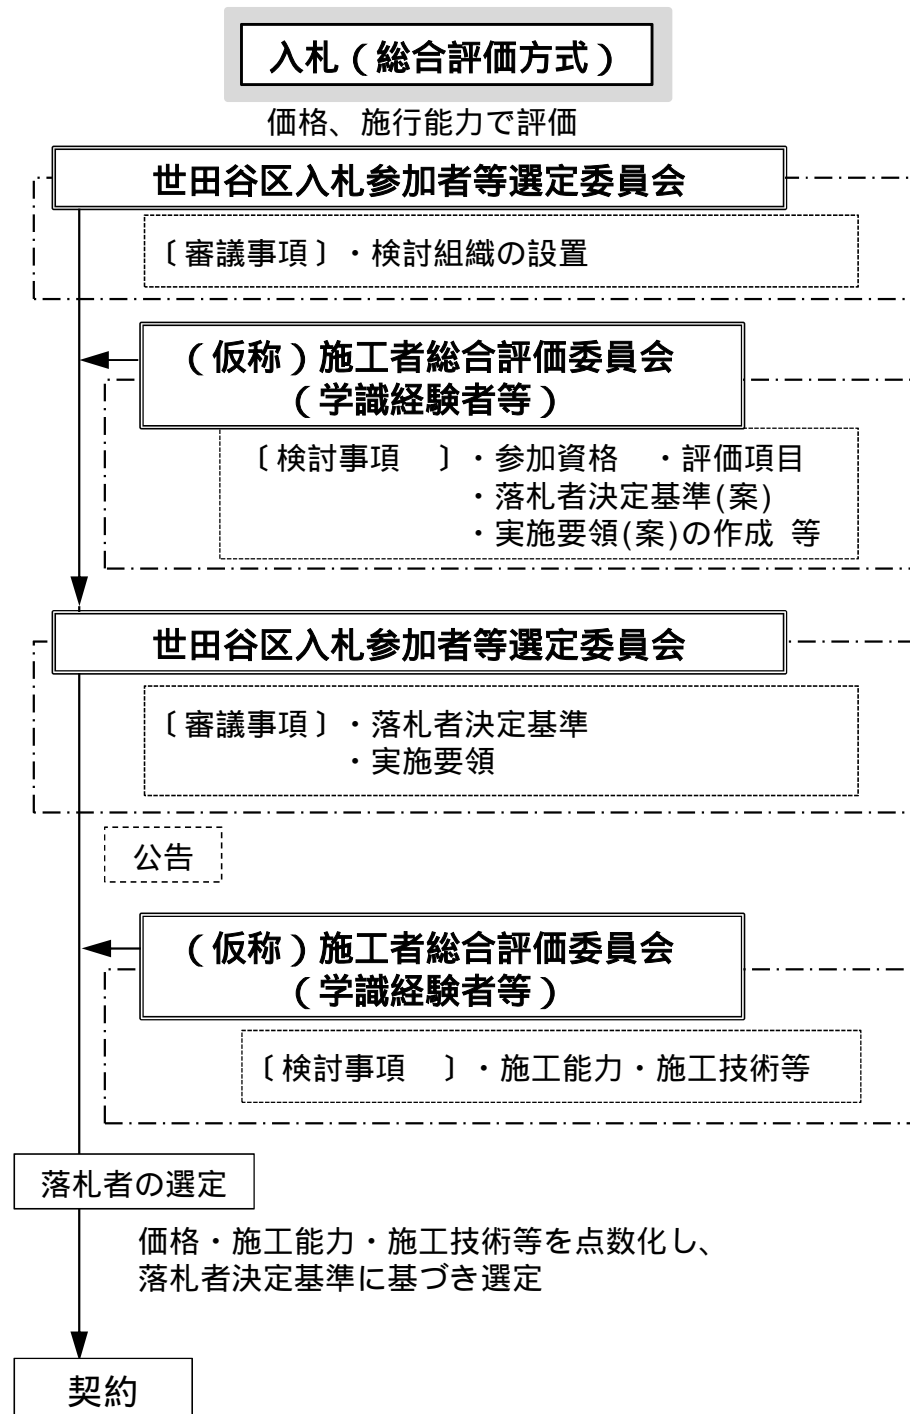 入札(総合評価方式)
価格、施行能力で評価
世田谷区入札参加者等選定委員会
〔審議事項〕・検討組織の設置
(仮称)施工者総合評価委員会
(学識経験者等)
〔検討事項　〕・参加資格　・評価項目
・落札者決定基準(案)
・実施要領(案)の作成 等
世田谷区入札参加者等選定委員会
〔審議事項〕・落札者決定基準
・実施要領
公告
(仮称)施工者総合評価委員会
(学識経験者等)
〔検討事項　〕・施工能力・施工技術等
落札者の選定
価格・施工能力・施工技術等を点数化し、
落札者決定基準に基づき選定
契約